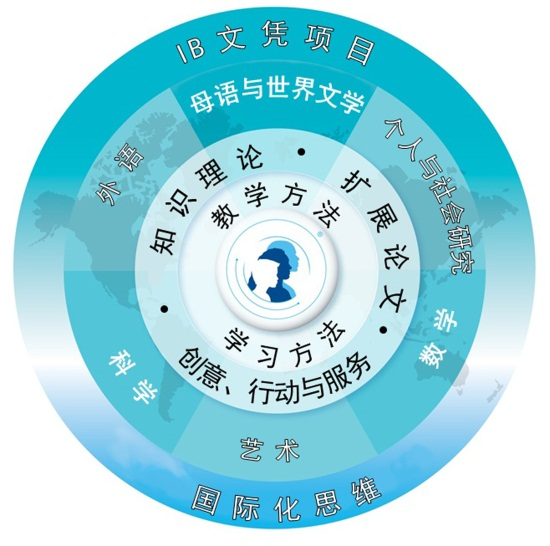 IB文凭项目
母语与世界文学
外语
个人与社会研究
知识理论
扩展论文
教学方法
学习方法
创意、行动与服务
科学
数学
艺术
国际化思维